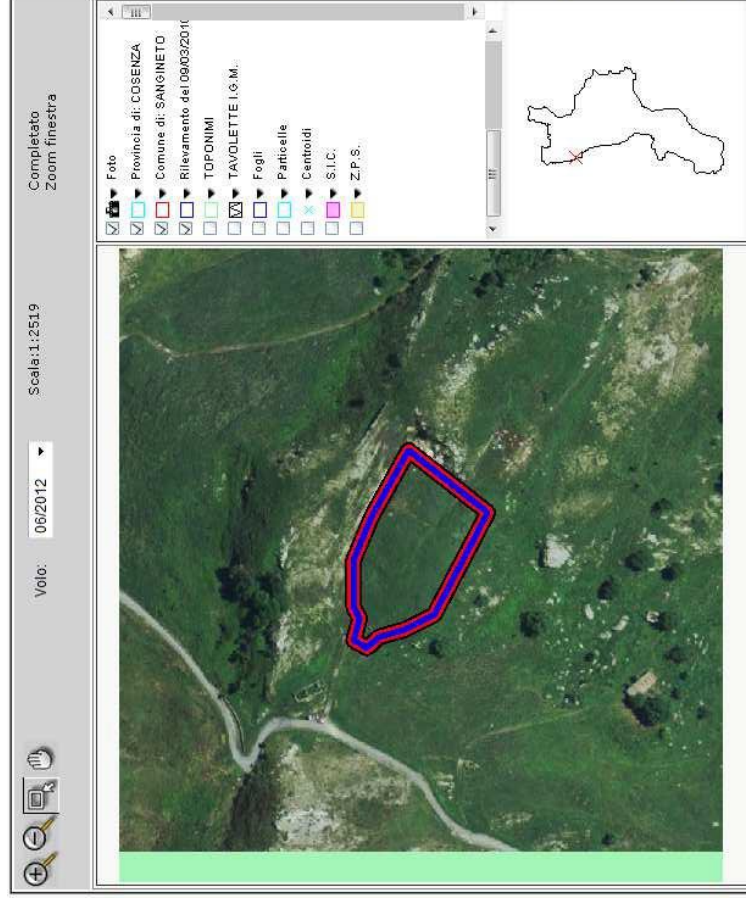 Volo: 06/2012 Scala:1:2519 Completato
Zoom finestra
Foto
Provincia di: COSENZA
Comune di: SANGINETO
Rilevamento del 09/03/2010
TOPONIMI
TAVOLETTE I.G.M.
Fogli
Particelle
Centroidi
S.I.C.
Z.P.S.